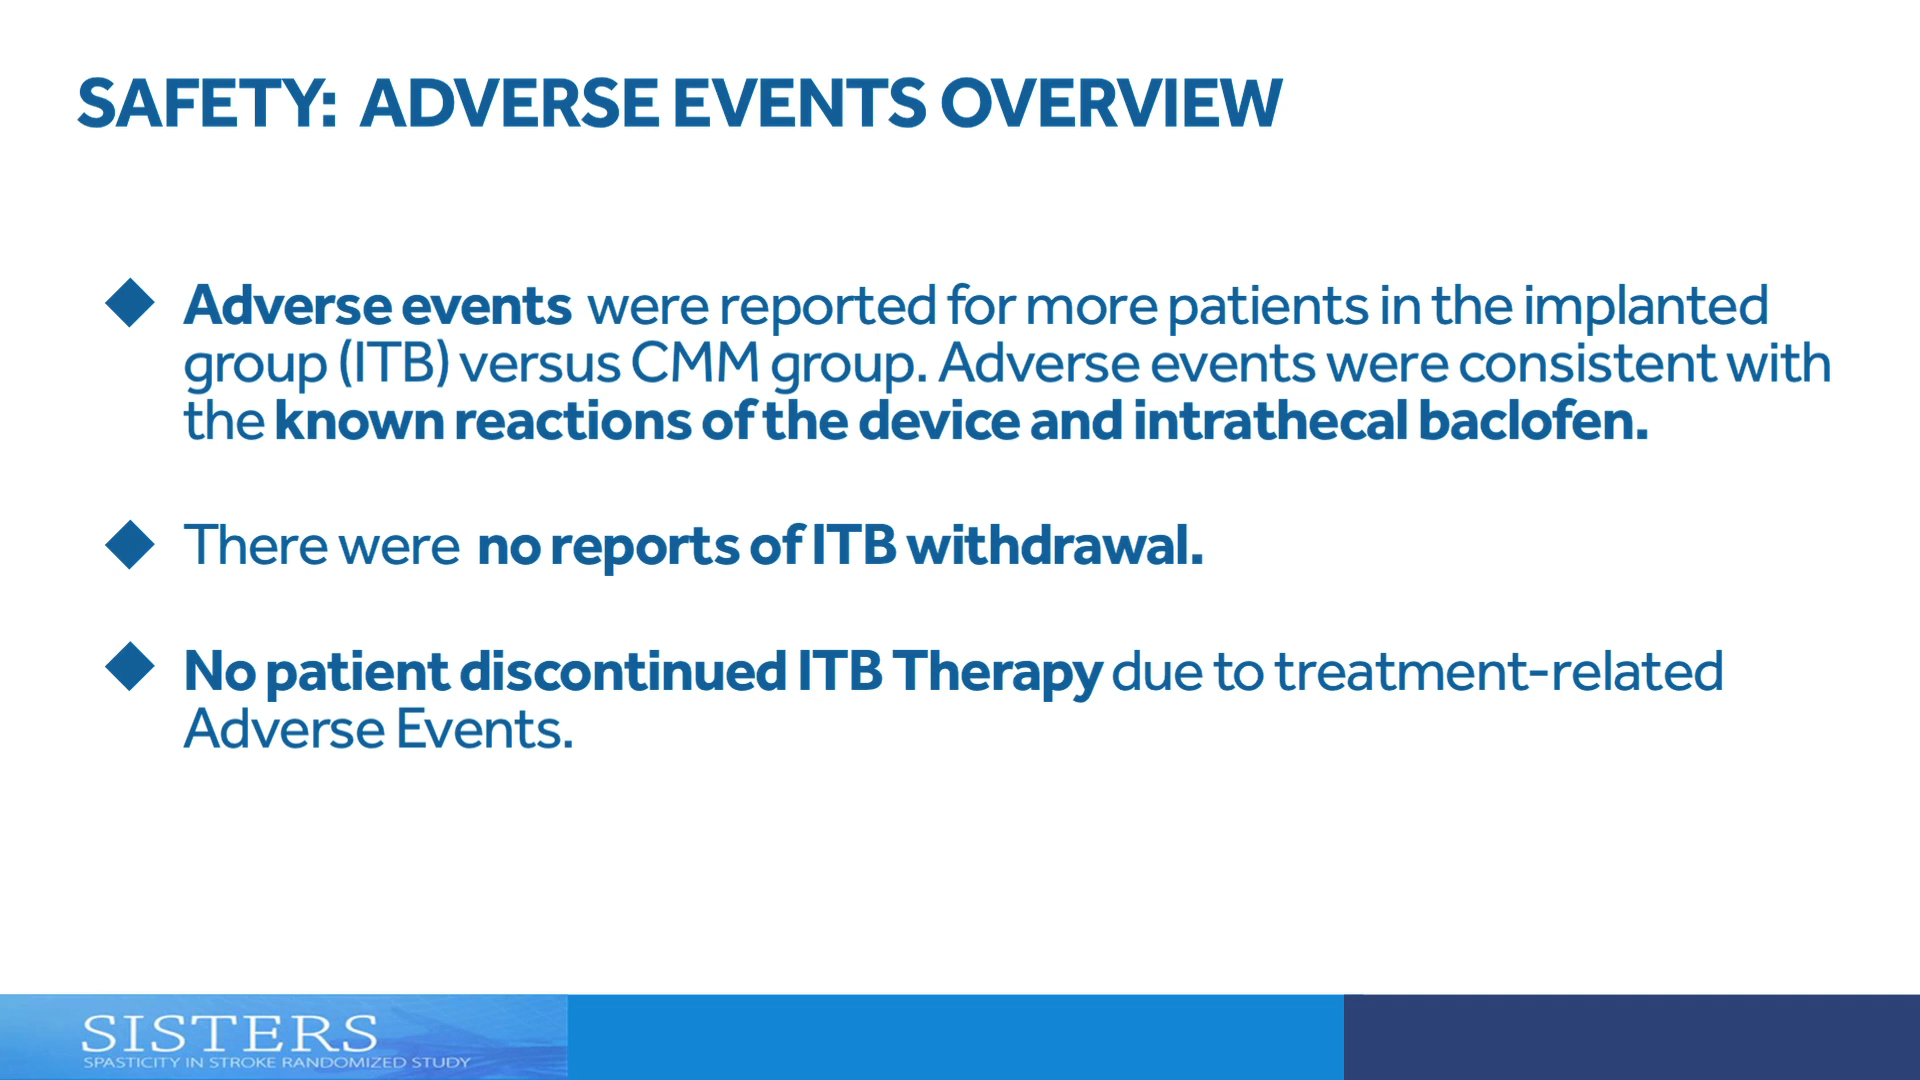 SAFETY: ADVERSE EVENTS OVERVIEW
Adverse events were reported for more patients in the implanted
group (ITB) versus CMM group. Adverse events were consistent with
the known reactions of the device and intrathecal baclofen.
There were no reports of ITB withdrawal.
No patient discontinued ITB Therapy due to treatment-related
Adverse Events.
SISTERS
SPASTICITY IN STROKE RANDOMIZED STUDY